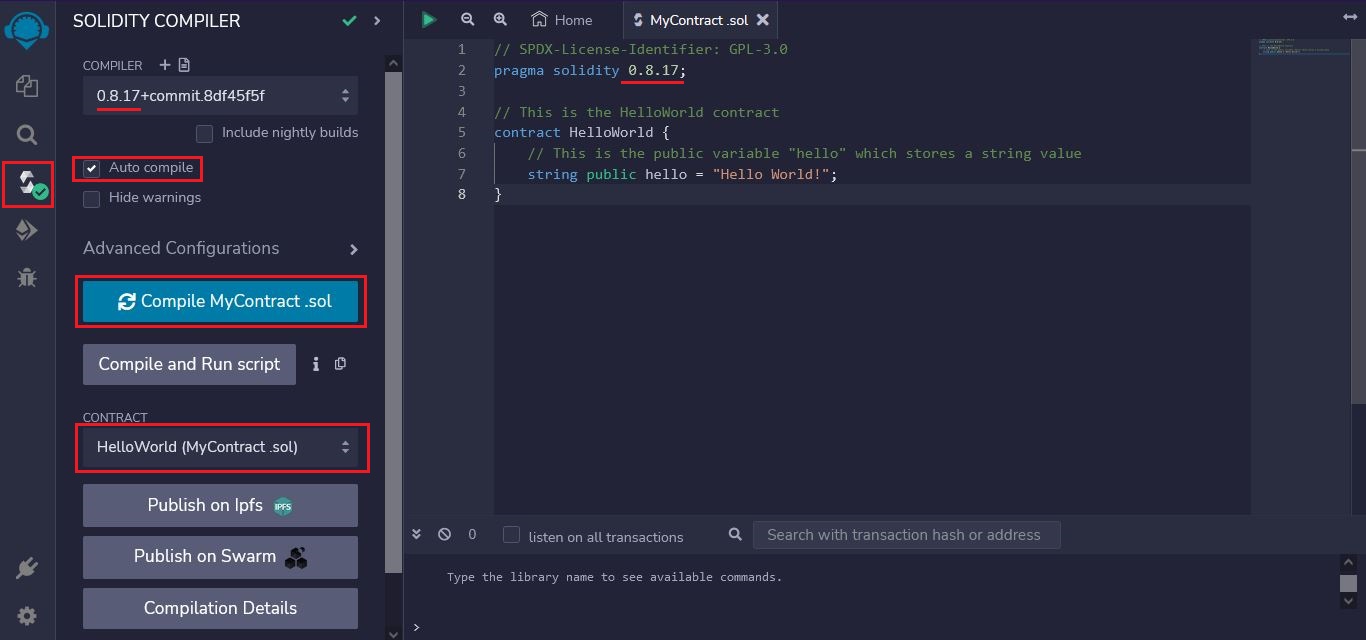 SOLIDITY COMPILER
COMPILER
0.8.17+commit.8df45f5f
Include nightly builds
Auto compile
Hide warnings
Advanced Configurations
Compile MyContract .sol
Compile and Run script
CONTRACT
HelloWorld (MyContract .sol)
Publish on Ipfs IPFS
Publish on Swarm
Compilation Details
Home
MyContract .sol
1 // SPDX-License-Identifier: GPL-3.0
2 pragma solidity 0.8.17;
3
4 // This is the HelloWorld contract
5 contract HelloWorld {
6 // This is the public variable "hello" which stores a string value
7 string public hello = "Hello World!";
8 }
0 listen on all transactions Search with transaction hash or address
Type the library name to see available commands.
>